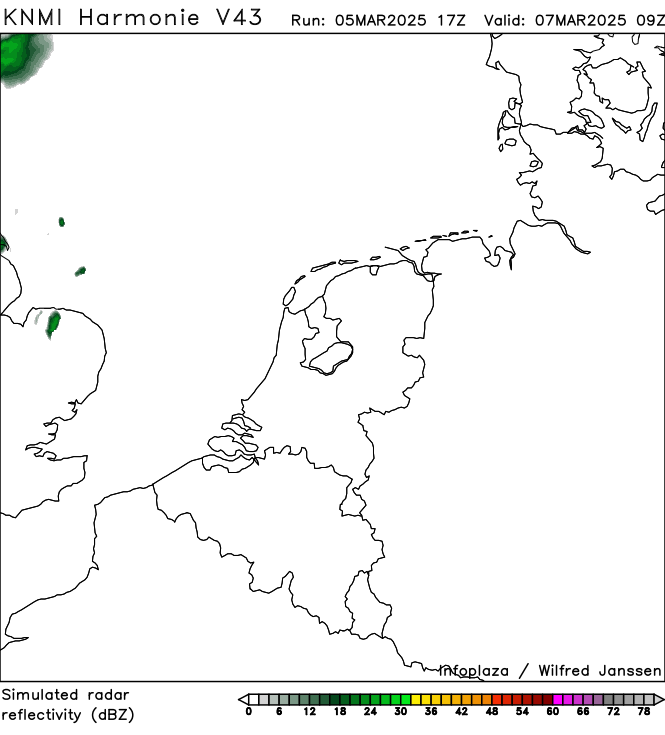 KNMI Harmonie V43 Run: 05MAR2025 17Z Valid: 07MAR2025 09Z
infoplaza / Wilfred Janssen
Simulated radar
reflectivity (dBZ)
0 6 12 18 24 30 36 42 48 54 60 66 72 78